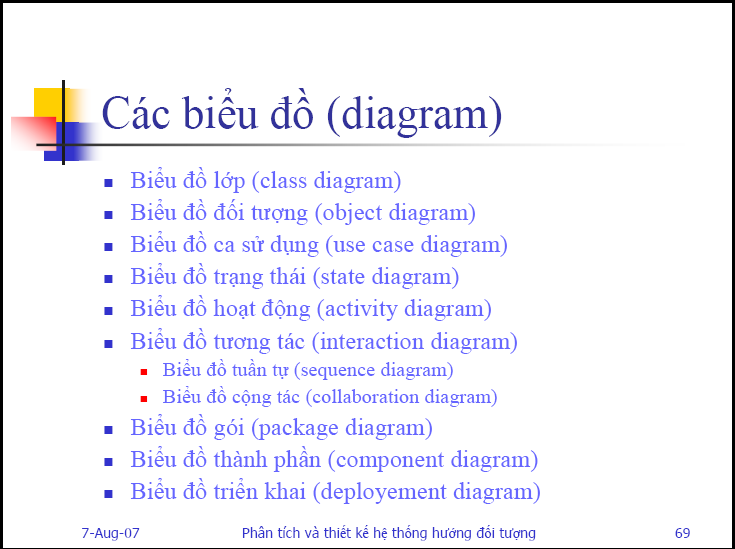 Các biểu đồ (diagram)
Biểu đồ lớp (class diagram)
Biểu đồ đối tượng (object diagram)
Biểu đồ ca sử dụng (use case diagram)
Biểu đồ trạng thái (state diagram)
Biểu đồ hoạt động (activity diagram)
Biểu đồ tương tác (interaction diagram)
Biểu đồ tuần tự (sequence diagram)
Biểu đồ cộng tác (collaboration diagram)
Biểu đồ gói (package diagram)
Biểu đồ thành phần (component diagram)
Biểu đồ triển khai (deployement diagram)
7-Aug-07 Phân tích và thiết kế hệ thống hướng đối tượng 69